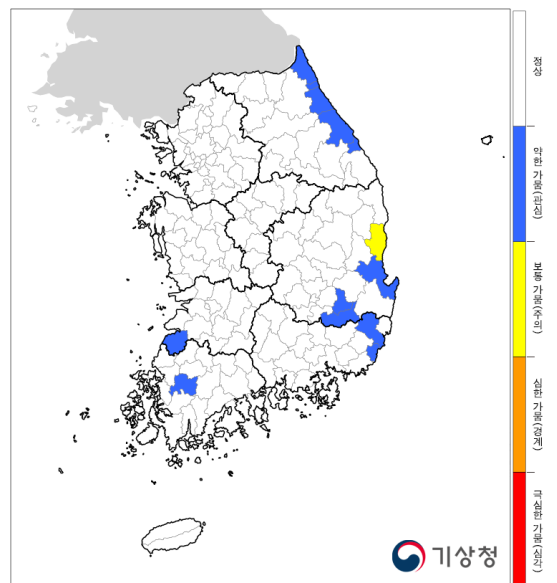 정상
약한 가뭄(관심)
보통 가뭄(주의)
심한 가뭄(경계)
극심한 가뭄(심각)
기상청